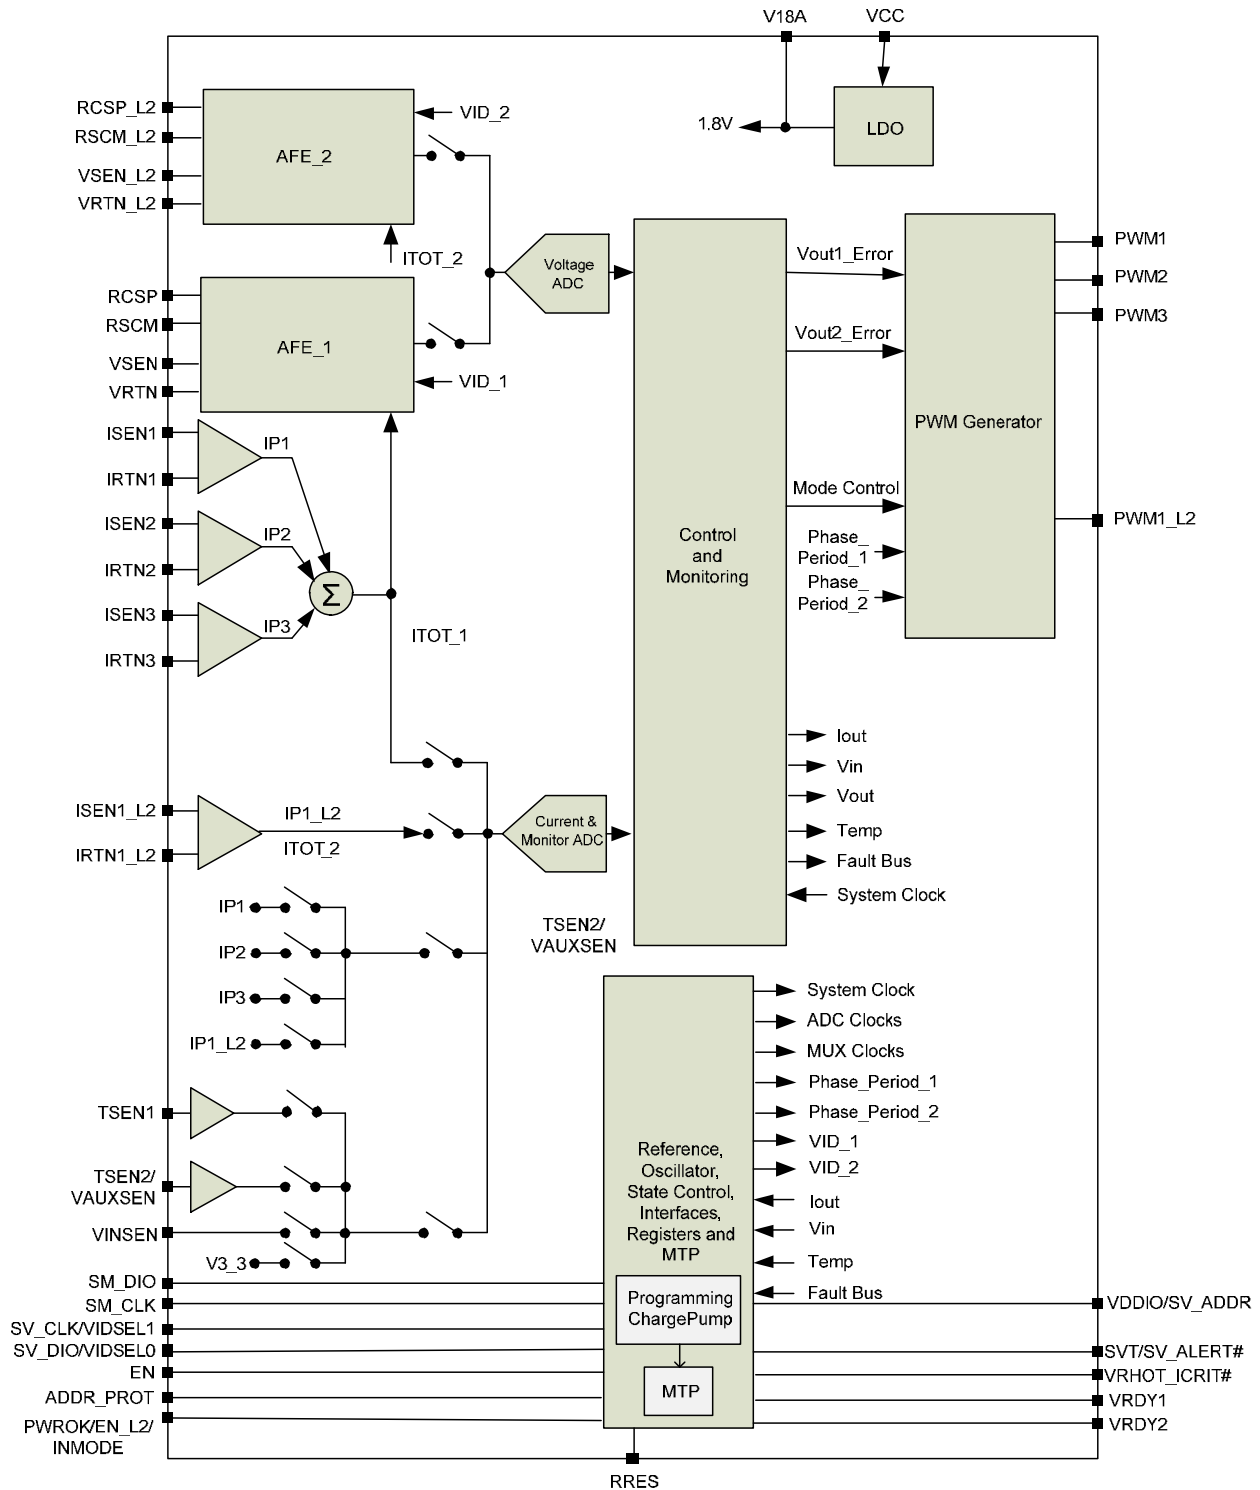 V18A
VCC
RCSP_L2
RSCM_L2
VSEN_L2
VRTN_L2
AFE_2
VID_2
1.8V
LDO
ITOT_2
Voltage
ADC
RCSP
RSCM
VSEN
VRTN
AFE_1
VID_1
ISEN1
IRTN1
IP1
ISEN2
IRTN2
IP2
ISEN3
IRTN3
IP3
Σ
ITOT_1
Control
and
Monitoring
Vout1_Error
Vout2_Error
Mode Control
Phase_
Period_1
Phase_
Period_2
PWM Generator
PWM1
PWM2
PWM3
PWM1_L2
Iout
Vin
Vout
Temp
Fault Bus
System Clock
ISEN1_L2
IRTN1_L2
IP1_L2
ITOT_2
Current &
Monitor ADC
IP1
IP2
IP3
IP1_L2
TSEN2/
VAUXSEN
TSEN1
TSEN2/
VAUXSEN
VINSEN
V3_3
SM_DIO
SM_CLK
SV_CLK/VIDSEL1
SV_DIO/VIDSEL0
EN
ADDR_PROT
PWROK/EN_L2/
INMODE
Reference,
Oscillator,
State Control,
Interfaces,
Registers and
MTP
Programming
ChargePump
MTP
System Clock
ADC Clocks
MUX Clocks
Phase_Period_1
Phase_Period_2
VID_1
VID_2
Iout
Vin
Temp
Fault Bus
VDDIO/SV_ADDR
SVT/SV_ALERT#
VRHOT_ICRIT#
VRDY1
VRDY2
RRES